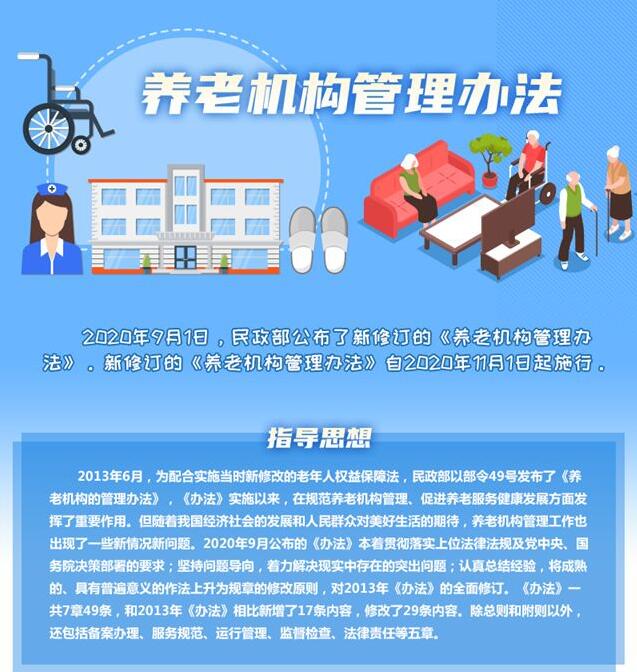 养老机构管理办法
2020年9月1日，民政部公布了新修订的《养老机构管理办
法》．新修订的《养老机构管理办法》自2020年11月1日起施行．
指导思想
2013年6月，为配合实施当时新修改的老年人权益保障法，民政部以部令49号发布了《养
老机构的管理办法》，《办法》实施以来，在规范养老机构管理、促进养老服务健康发展方面发
挥了重要作用。但随着我国经济社会的发展和人民群众对美好生活的期待，养老机构管理工作也
出现了一些新情况新问题。2020年9月公布的《办法》本着贯彻落实上位法律法规及党中央、国
务院决策部署的要求；坚持问题导向，着力解决现实中存在的突出问题；认真总结经验，将成熟
的、具有普遍意义的作法上升为规章的修改原则，对2013年《办法》的全面修订。《办法》一
共7章49条，和2013年《办法》相比新增了17条内容，修改了29条内容。除总则和附则以外，
还包括备案办理、服务规范、运行管理、监督检查、法律责任等五章。